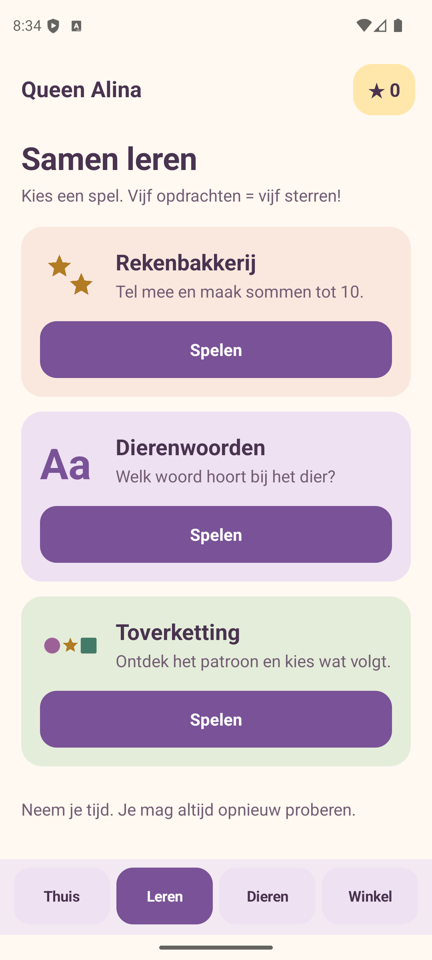 8:34
Queen Alina
★ 0
Samen leren
Kies een spel. Vijf opdrachten = vijf sterren!
Rekenbakkerij
Tel mee en maak sommen tot 10.
Spelen
Aa
Dierenwoorden
Welk woord hoort bij het dier?
Spelen
Toverketting
Ontdek het patroon en kies wat volgt.
Spelen
Neem je tijd. Je mag altijd opnieuw proberen.
Thuis
Leren
Dieren
Winkel